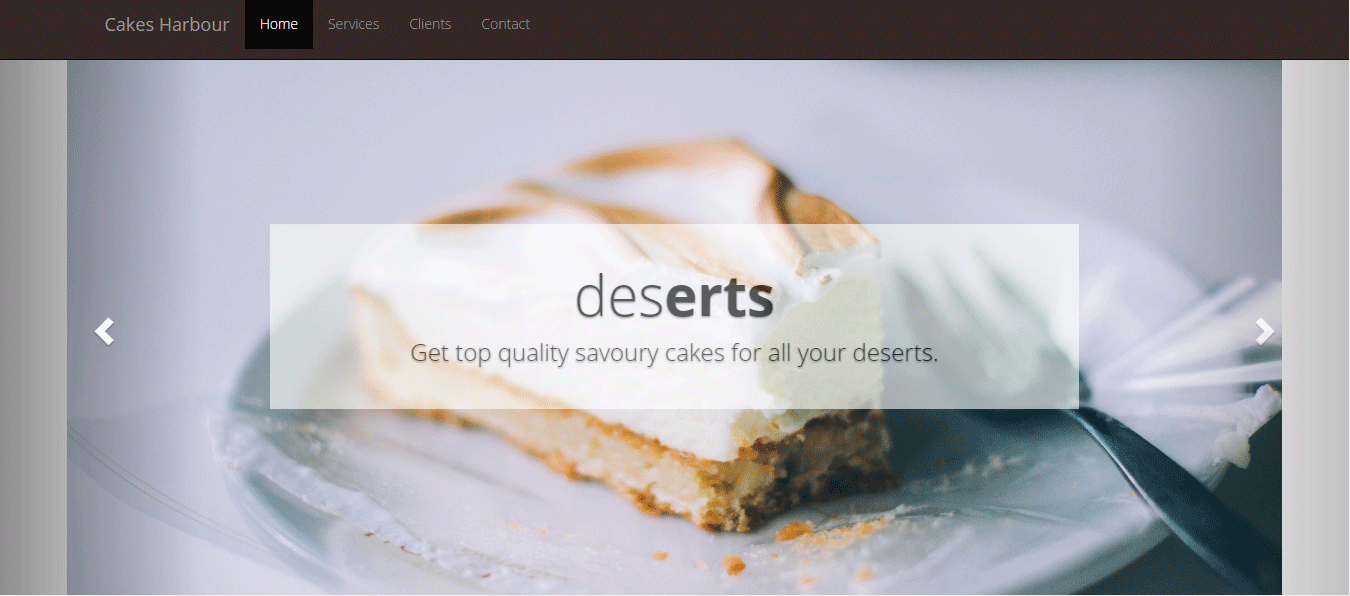 Cakes Harbour Home Services Clients Contact
deserts
Get top quality savoury cakes for all your deserts.